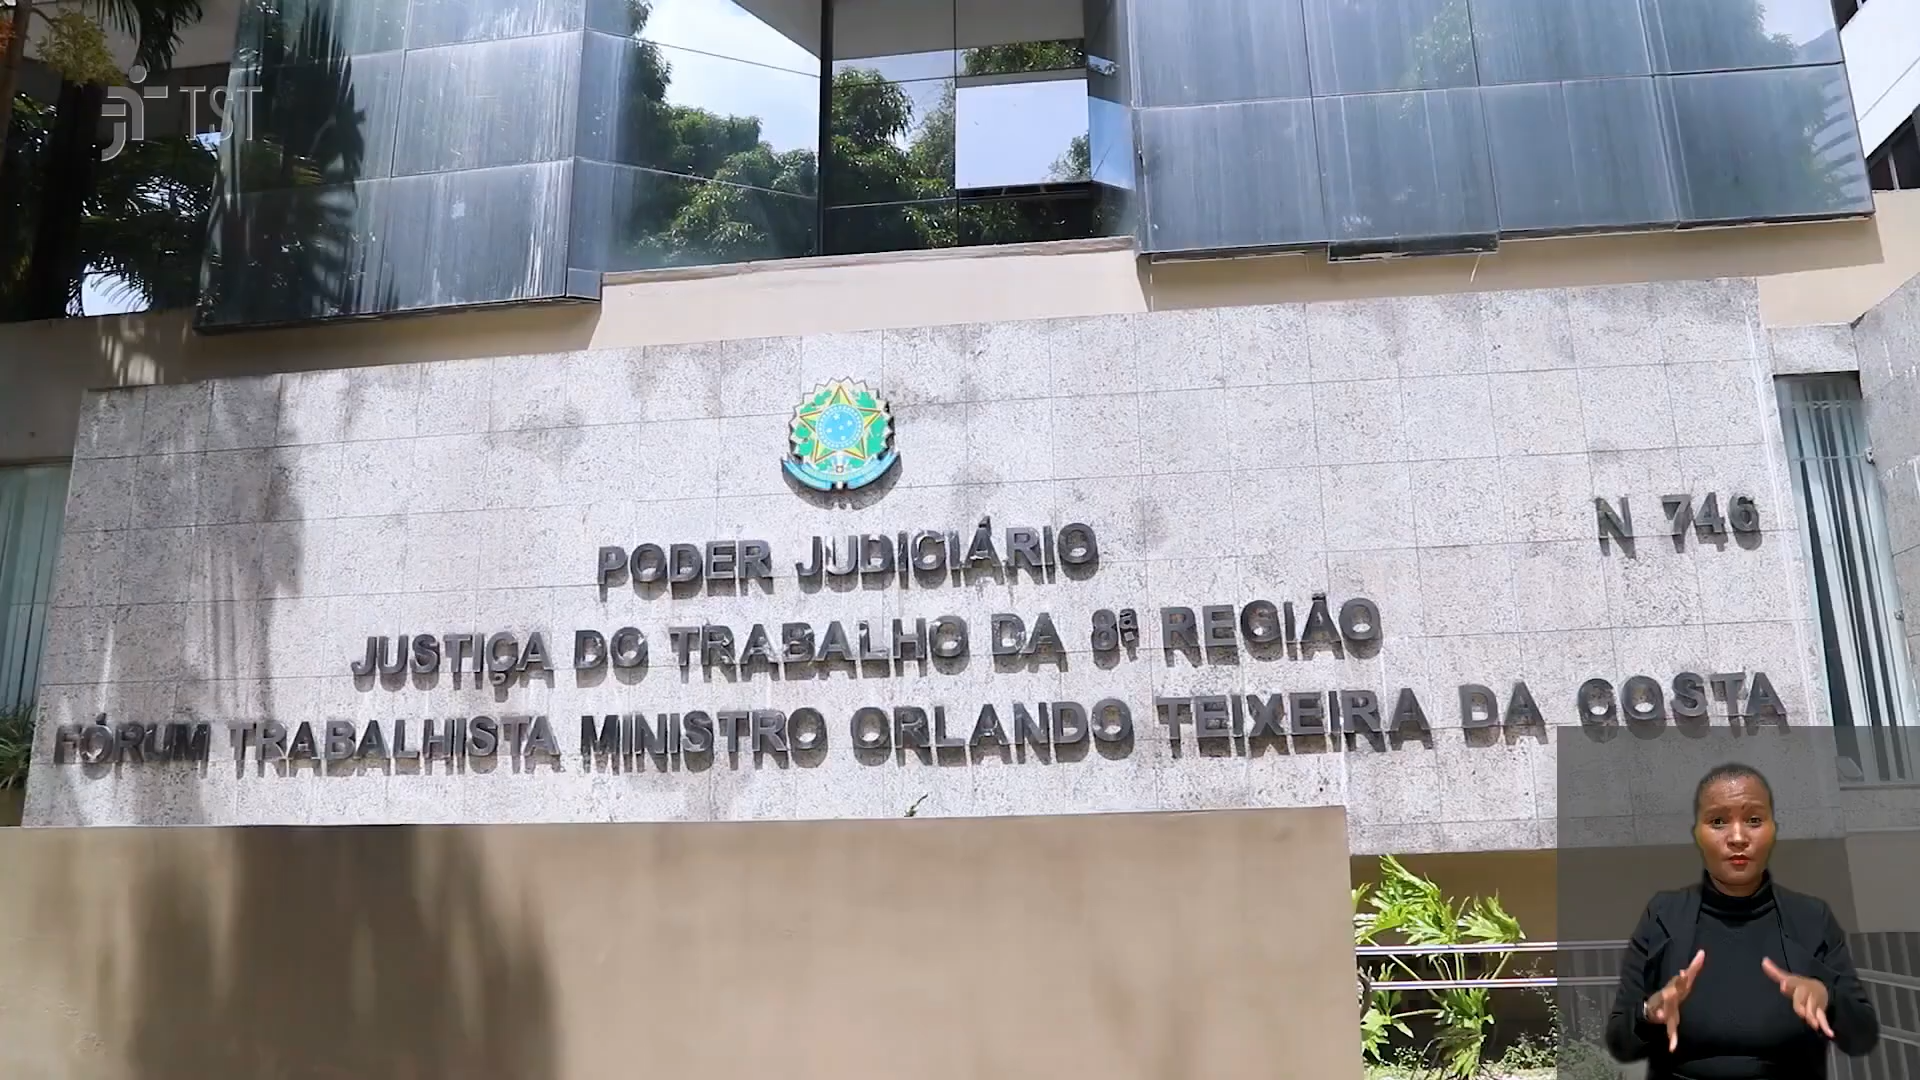 TST
PODER JUDICIÁRIO
N 746
JUSTIÇA DO TRABALHO DA 8ª REGIÃO
FÓRUM TRABALHISTA MINISTRO ORLANDO TEIXEIRA DA COSTA